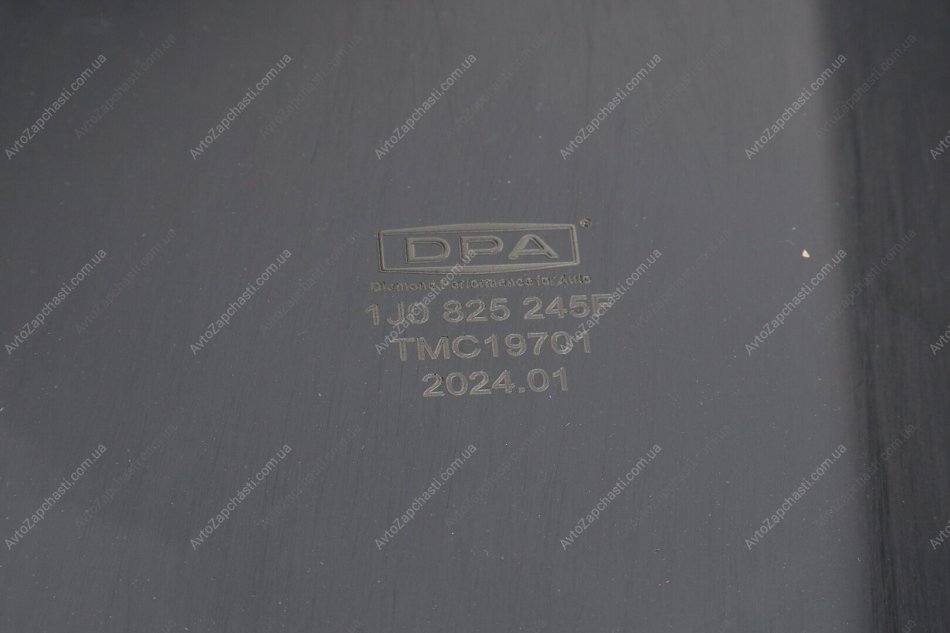 DPA®
Diamond Performance for Auto
1J0 825 245F
TMC19701
2024.01
AvtoZapchasti.com.ua